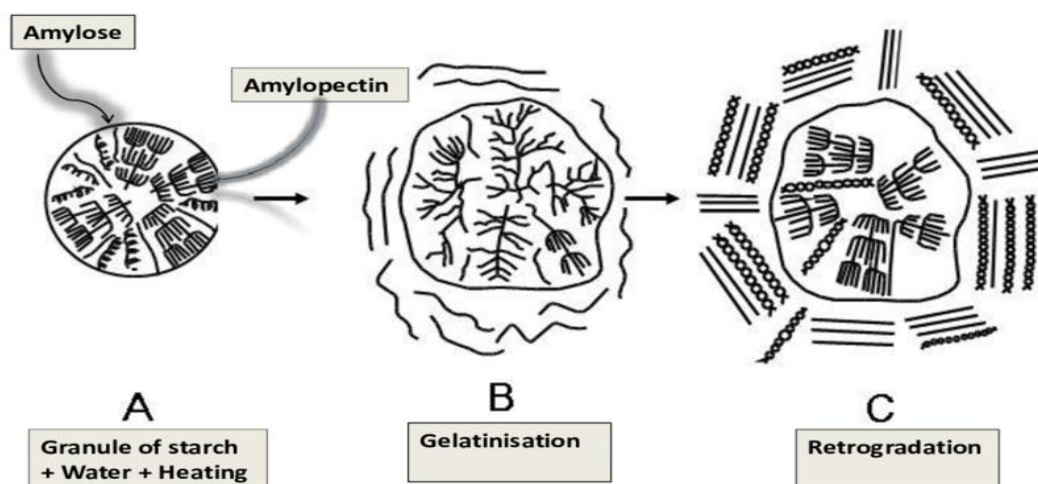 Amylose
Amylopectin
A
B
C
Granule of starch
+ Water + Heating
Gelatinisation
Retrogradation